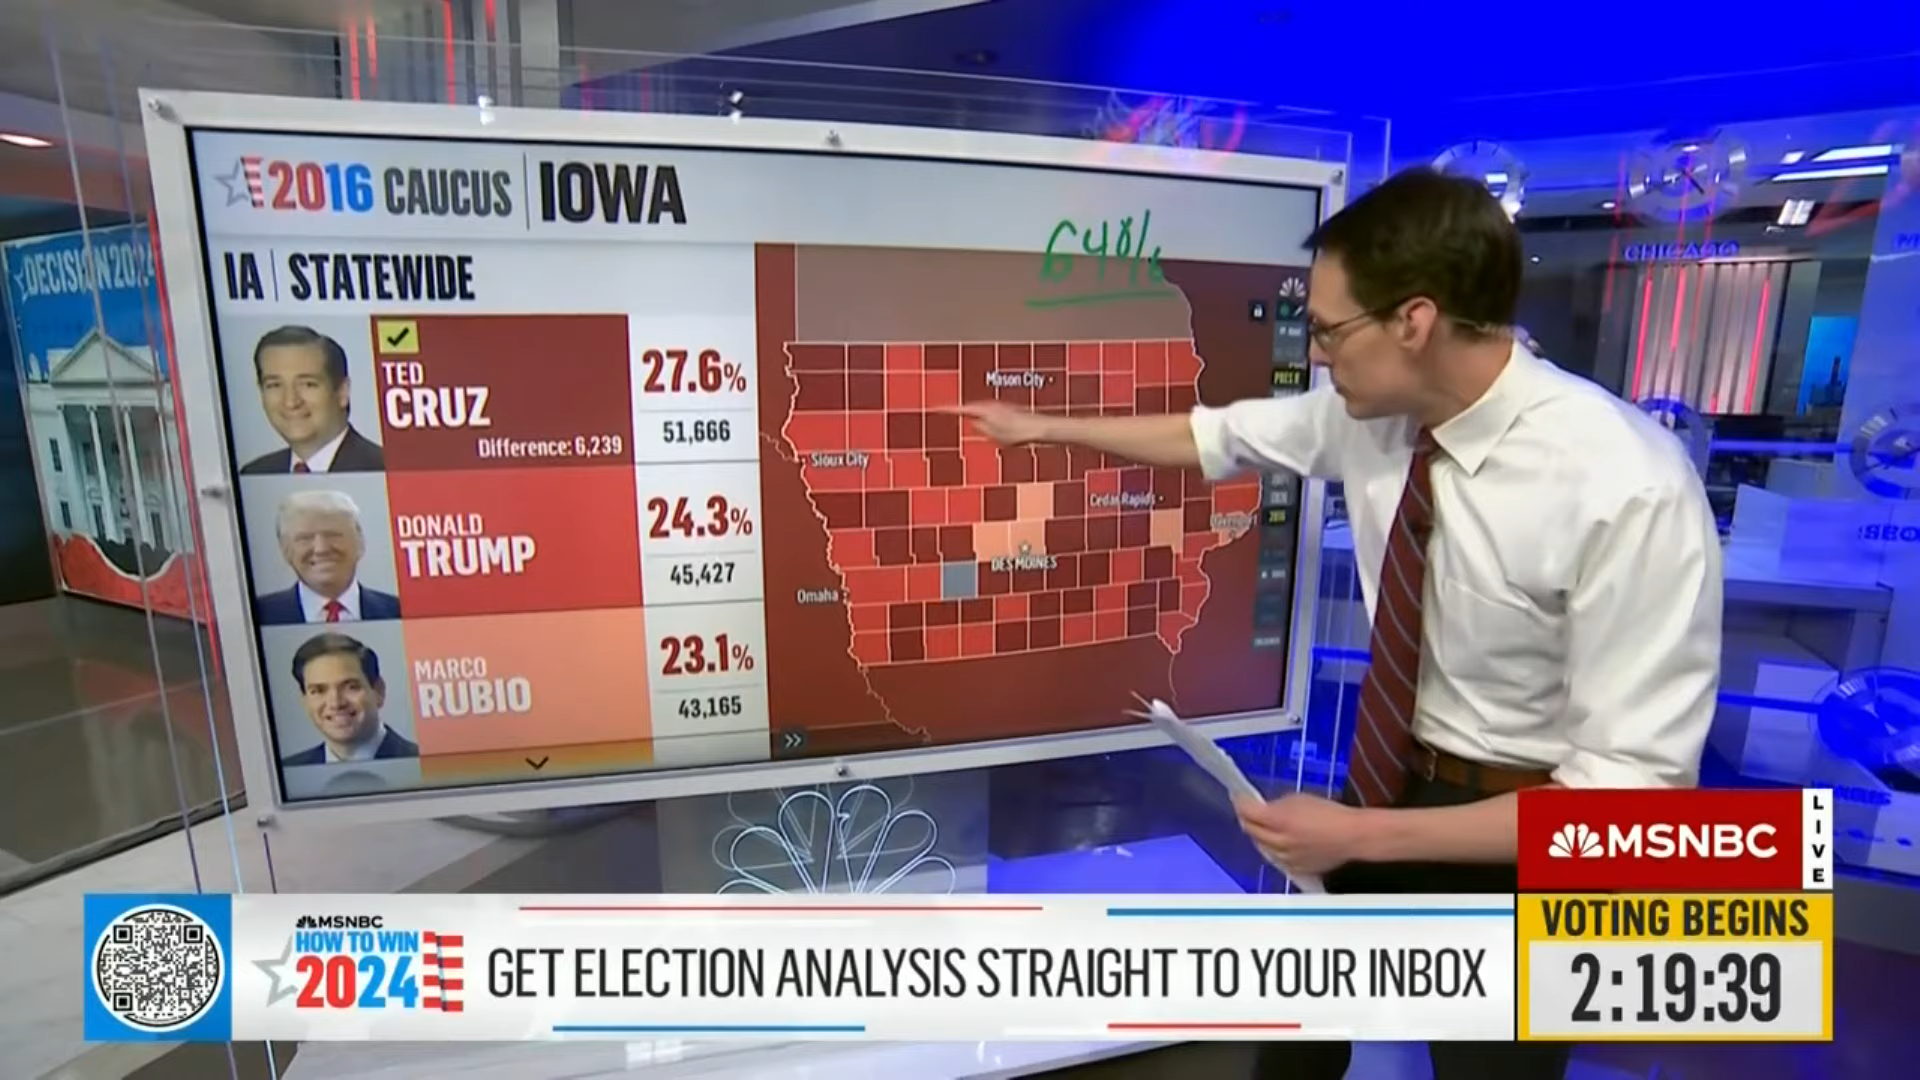 2016 CAUCUS IOWA
64%
IA STATEWIDE
TED
CRUZ
Difference: 6,239
27.6%
51,666
DONALD
TRUMP
24.3%
45,427
MARCO
RUBIO
23.1%
43,165
Mason City
Sioux City
Cedar Rapids
Davenport
DES MOINES
Omaha
DECISION 2024
CHICAGO
MSNBC
LIVE
VOTING BEGINS
2:19:39
MSNBC
HOW TO WIN
2024
GET ELECTION ANALYSIS STRAIGHT TO YOUR INBOX